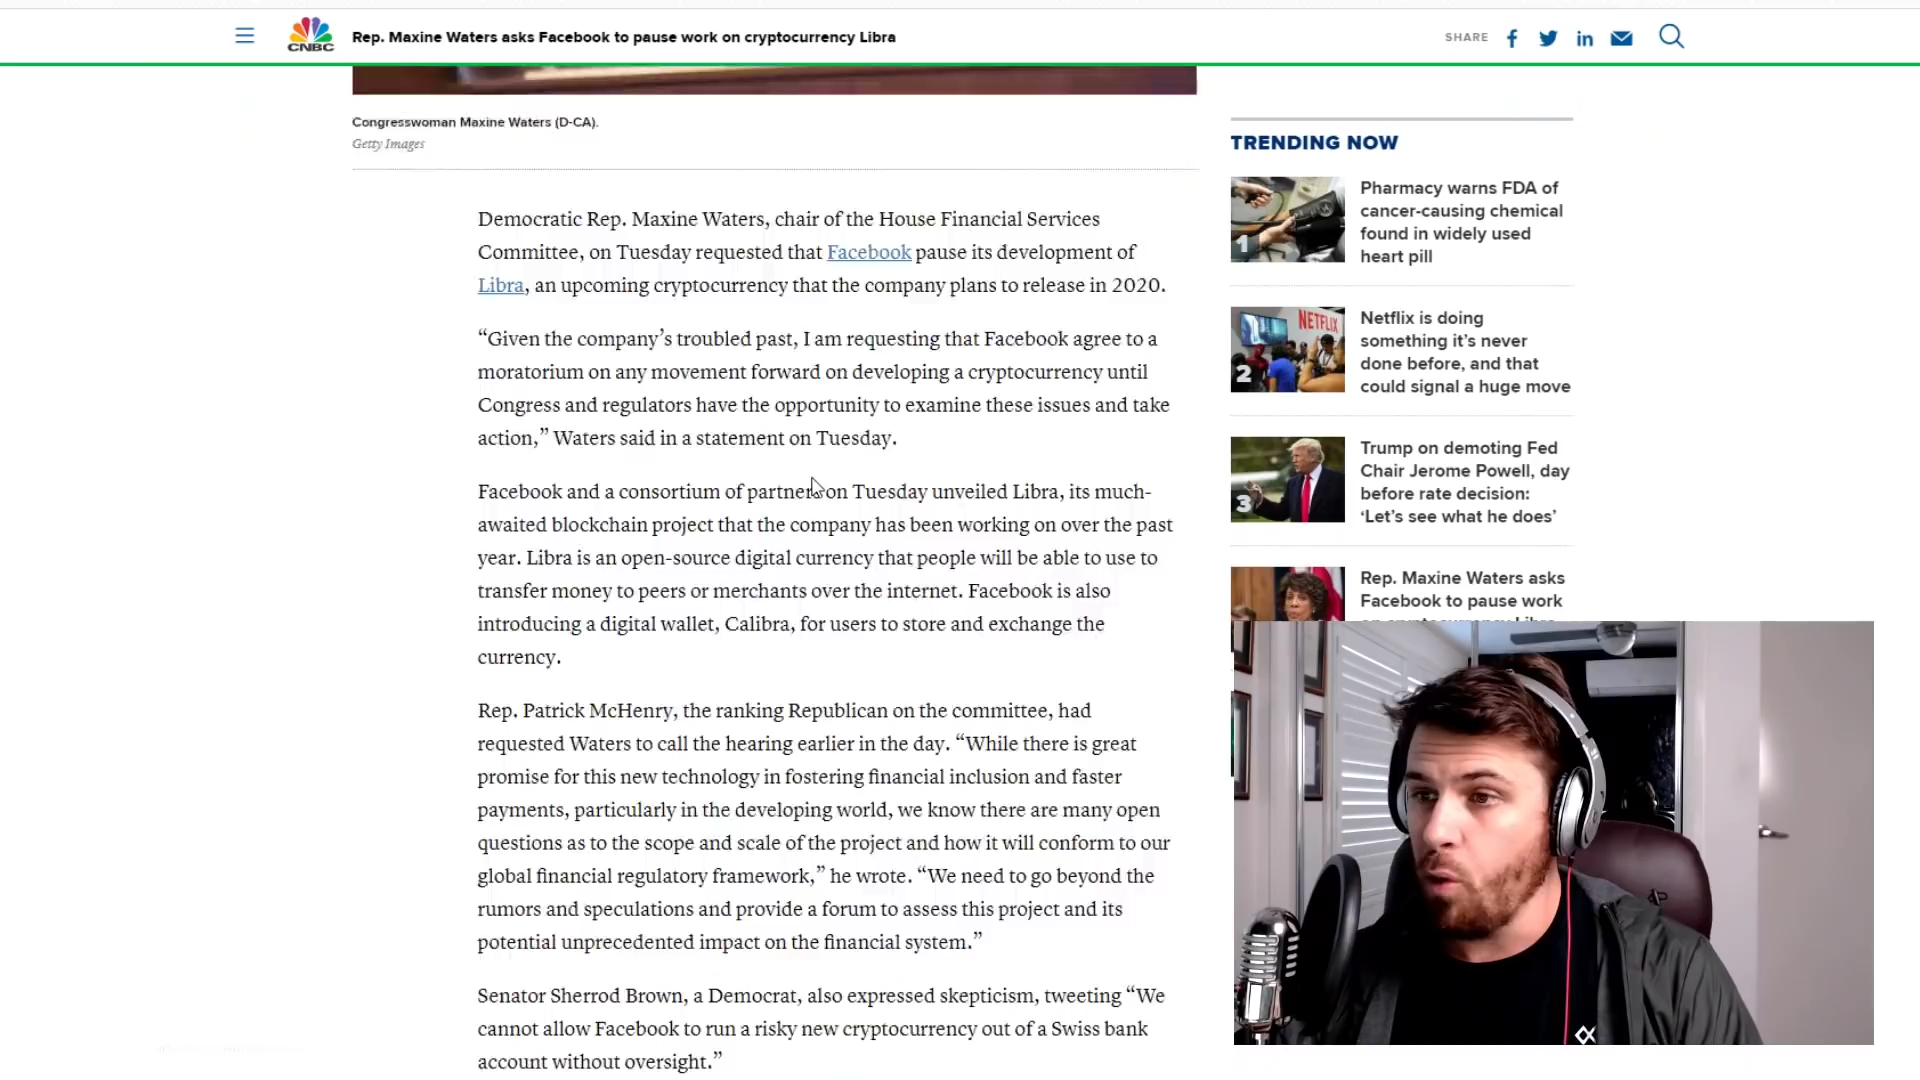 CNBC
Rep. Maxine Waters asks Facebook to pause work on cryptocurrency Libra
SHARE
Congresswoman Maxine Waters (D-CA).
Getty Images
Democratic Rep. Maxine Waters, chair of the House Financial Services
Committee, on Tuesday requested that Facebook pause its development of
Libra, an upcoming cryptocurrency that the company plans to release in 2020.
“Given the company’s troubled past, I am requesting that Facebook agree to a
moratorium on any movement forward on developing a cryptocurrency until
Congress and regulators have the opportunity to examine these issues and take
action,” Waters said in a statement on Tuesday.
Facebook and a consortium of partners on Tuesday unveiled Libra, its much-
awaited blockchain project that the company has been working on over the past
year. Libra is an open-source digital currency that people will be able to use to
transfer money to peers or merchants over the internet. Facebook is also
introducing a digital wallet, Calibra, for users to store and exchange the
currency.
Rep. Patrick McHenry, the ranking Republican on the committee, had
requested Waters to call the hearing earlier in the day. “While there is great
promise for this new technology in fostering financial inclusion and faster
payments, particularly in the developing world, we know there are many open
questions as to the scope and scale of the project and how it will conform to our
global financial regulatory framework,” he wrote. “We need to go beyond the
rumors and speculations and provide a forum to assess this project and its
potential unprecedented impact on the financial system.”
Senator Sherrod Brown, a Democrat, also expressed skepticism, tweeting “We
cannot allow Facebook to run a risky new cryptocurrency out of a Swiss bank
account without oversight.”
TRENDING NOW
1
Pharmacy warns FDA of
cancer-causing chemical
found in widely used
heart pill
NETFLIX
2
Netflix is doing
something it’s never
done before, and that
could signal a huge move
3
Trump on demoting Fed
Chair Jerome Powell, day
before rate decision:
‘Let’s see what he does’
Rep. Maxine Waters asks
Facebook to pause work